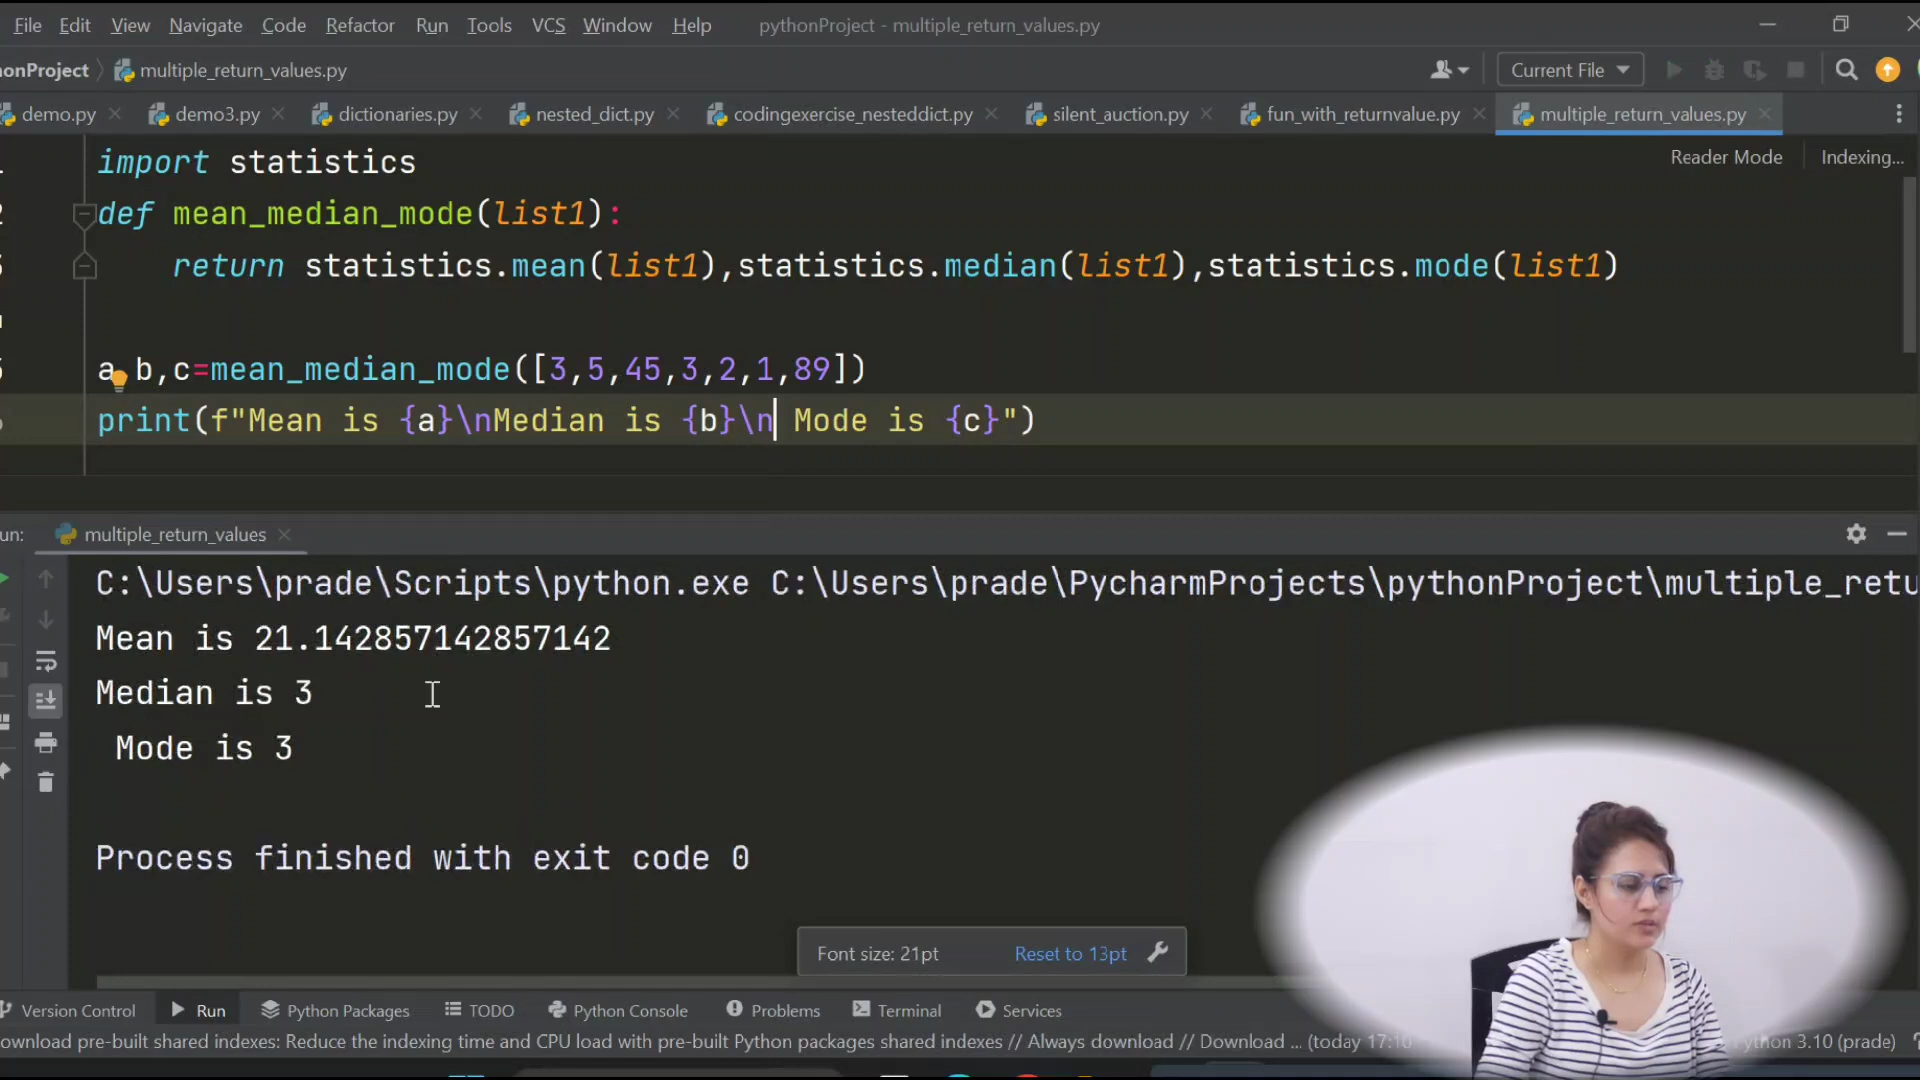 File Edit View Navigate Code Refactor Run Tools VCS Window Help pythonProject - multiple_return_values.py
honProject multiple_return_values.py Current File
demo.py demo3.py dictionaries.py nested_dict.py codingexercise_nesteddict.py silent_auction.py fun_with_returnvalue.py multiple_return_values.py
Reader Mode Indexing...
import statistics
2 def mean_median_mode(list1):
return statistics.mean(list1),statistics.median(list1),statistics.mode(list1)
a b,c=mean_median_mode([3,5,45,3,2,1,89])
print(f"Mean is {a}\nMedian is {b}\n Mode is {c}")
un: multiple_return_values
C:\Users\prade\Scripts\python.exe C:\Users\prade\PycharmProjects\pythonProject\multiple_retu
Mean is 21.142857142857142
Median is 3
Mode is 3
Process finished with exit code 0
Font size: 21pt Reset to 13pt
Version Control Run Python Packages TODO Python Console Problems Terminal Services
ownload pre-built shared indexes: Reduce the indexing time and CPU load with pre-built Python packages shared indexes // Always download // Download ... (today 17:10 ython 3.10 (prade)